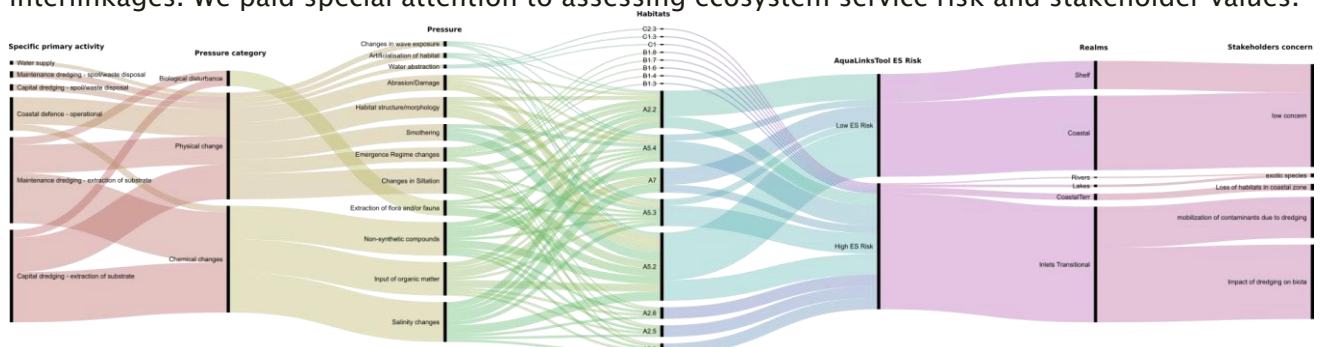 interlinkages. We paid special attention to assessing ecosystem service risk and stakeholder values.
Specific primary activity
Water supply
Maintenance dredging - spoil/waste disposal
Capital dredging - spoil/waste disposal
Coastal defence - operational
Maintenance dredging - extraction of substrate
Capital dredging - extraction of substrate
Pressure category
Biological disturbance
Physical change
Chemical changes
Pressure
Changes in wave exposure
Artificialisation of habitat
Water abstraction
Abrasion/Damage
Habitat structure/morphology
Smothering
Emergence Regime changes
Changes in Siltation
Extraction of flora and/or fauna
Non-synthetic compounds
Input of organic matter
Salinity changes
Habitats
C2.3
C1.3
C1
B1.8
B1.7
B1.6
B1.4
B1.3
A2.2
A5.4
A7
A5.3
A5.2
A2.6
A2.5
AquaLinksTool ES Risk
Low ES Risk
High ES Risk
Realms
Shelf
Coastal
Rivers
Lakes
CoastalTerr
Inlets Transitional
Stakeholders concern
low concern
exotic species
Loss of habitats in coastal zone
mobilization of contaminants due to dredging
Impact of dredging on biota